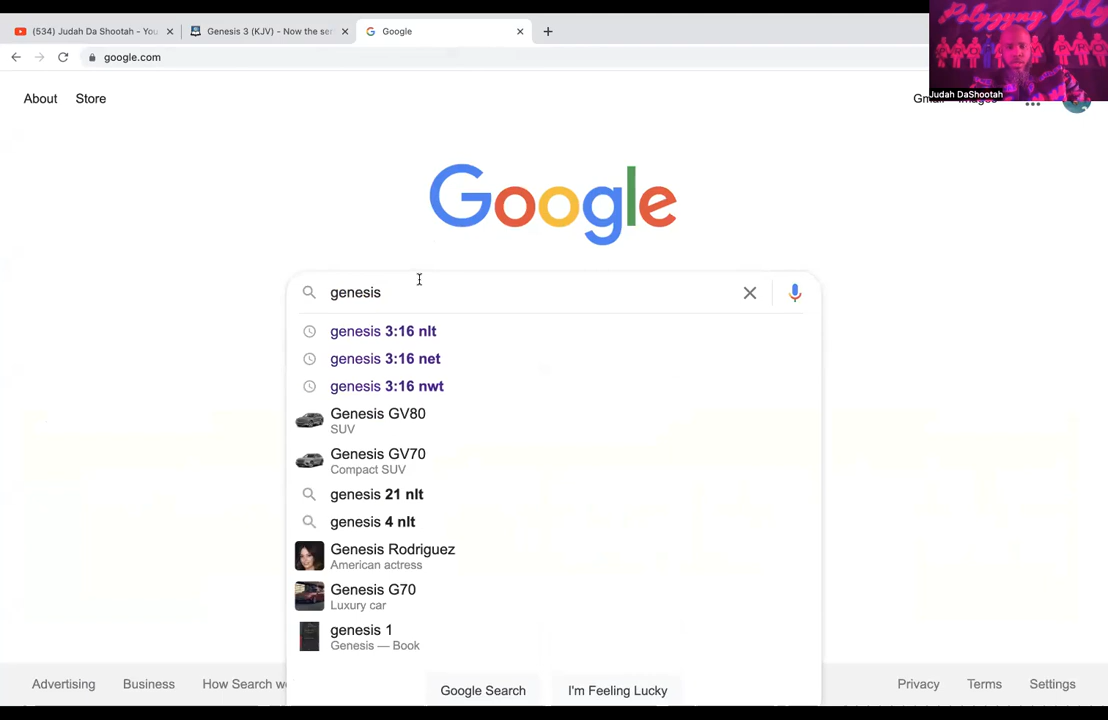 (534) Judah Da Shootah - You
Genesis 3 (KJV) - Now the ser
Google
google.com
About
Store
Gmail
Images
Judah DaShootah
Google
genesis
genesis 3:16 nlt
genesis 3:16 net
genesis 3:16 nwt
Genesis GV80
SUV
Genesis GV70
Compact SUV
genesis 21 nlt
genesis 4 nlt
Genesis Rodriguez
American actress
Genesis G70
Luxury car
genesis 1
Genesis — Book
Google Search
I'm Feeling Lucky
Advertising
Business
How Search w
Privacy
Terms
Settings